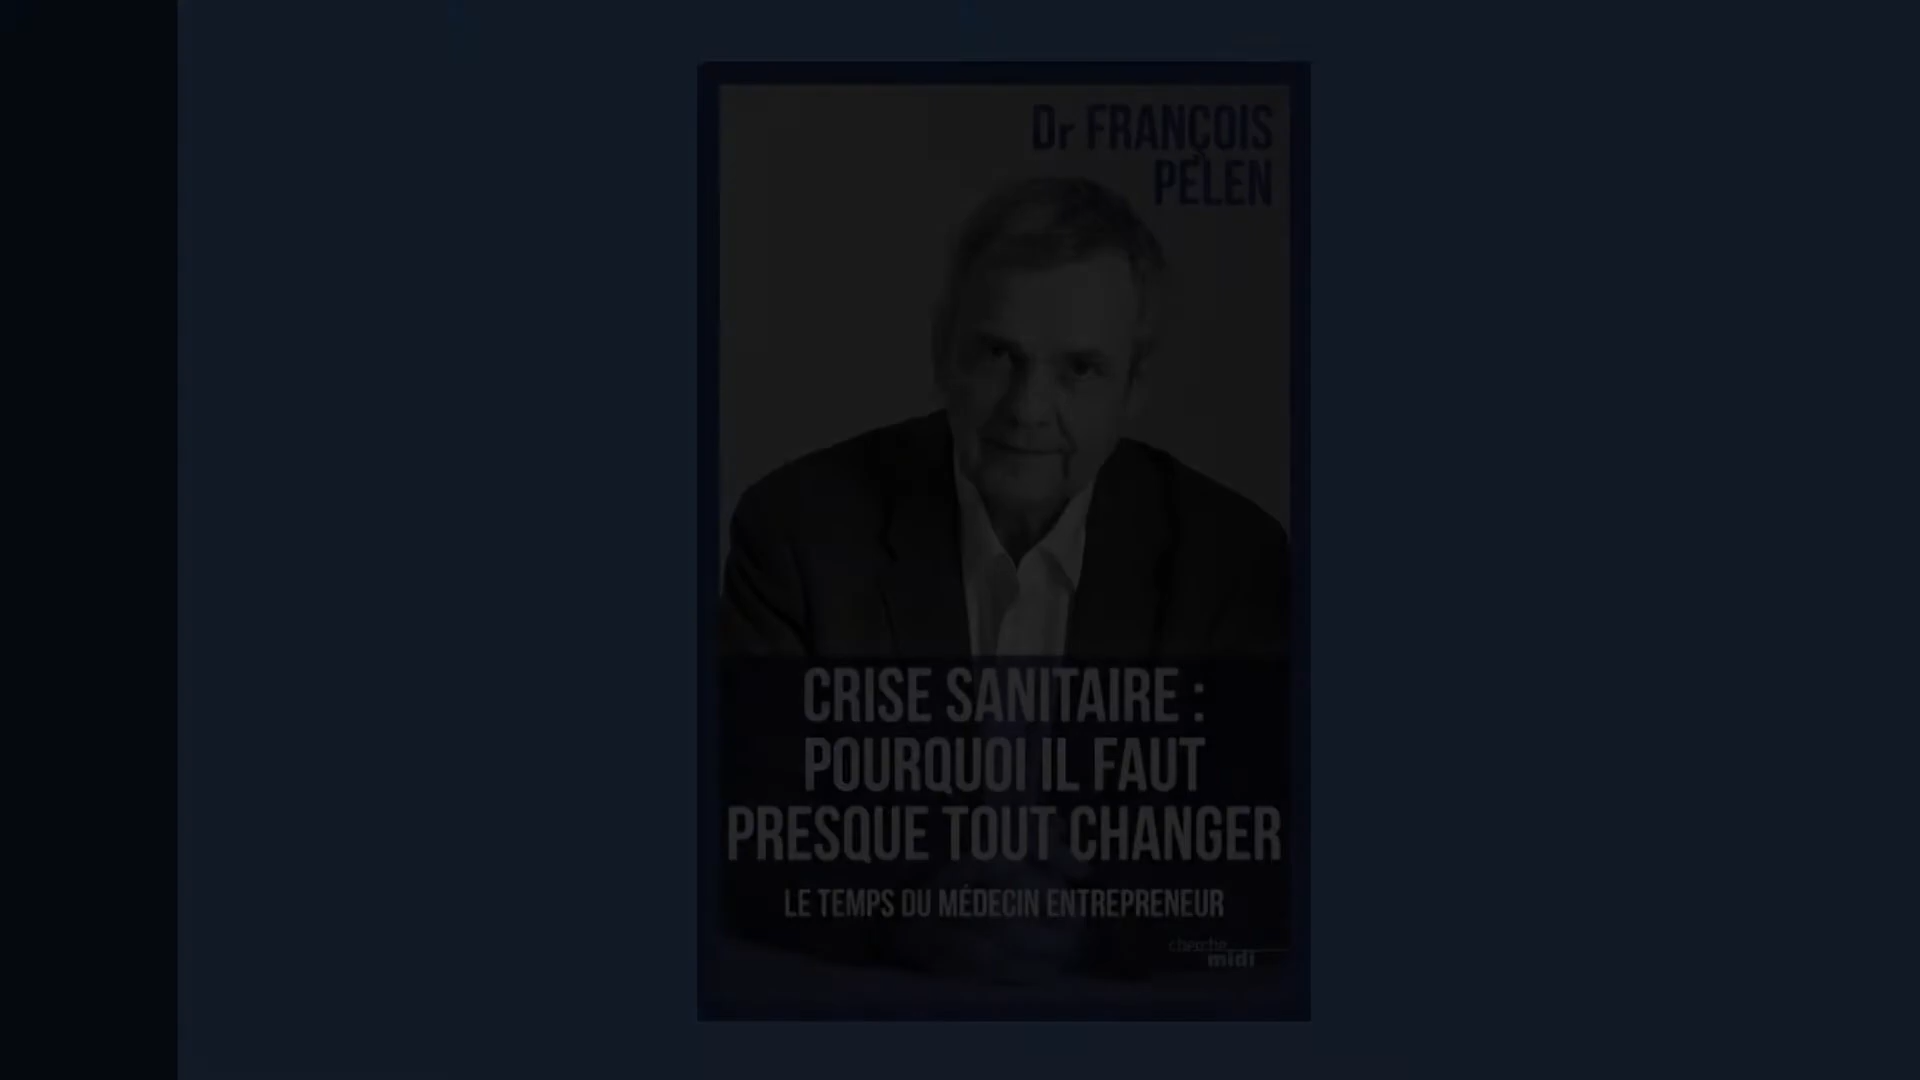 Dr FRANÇOIS
PELEN
CRISE SANITAIRE :
POURQUOI IL FAUT
PRESQUE TOUT CHANGER
LE TEMPS DU MÉDECIN ENTREPRENEUR
cherche
midi